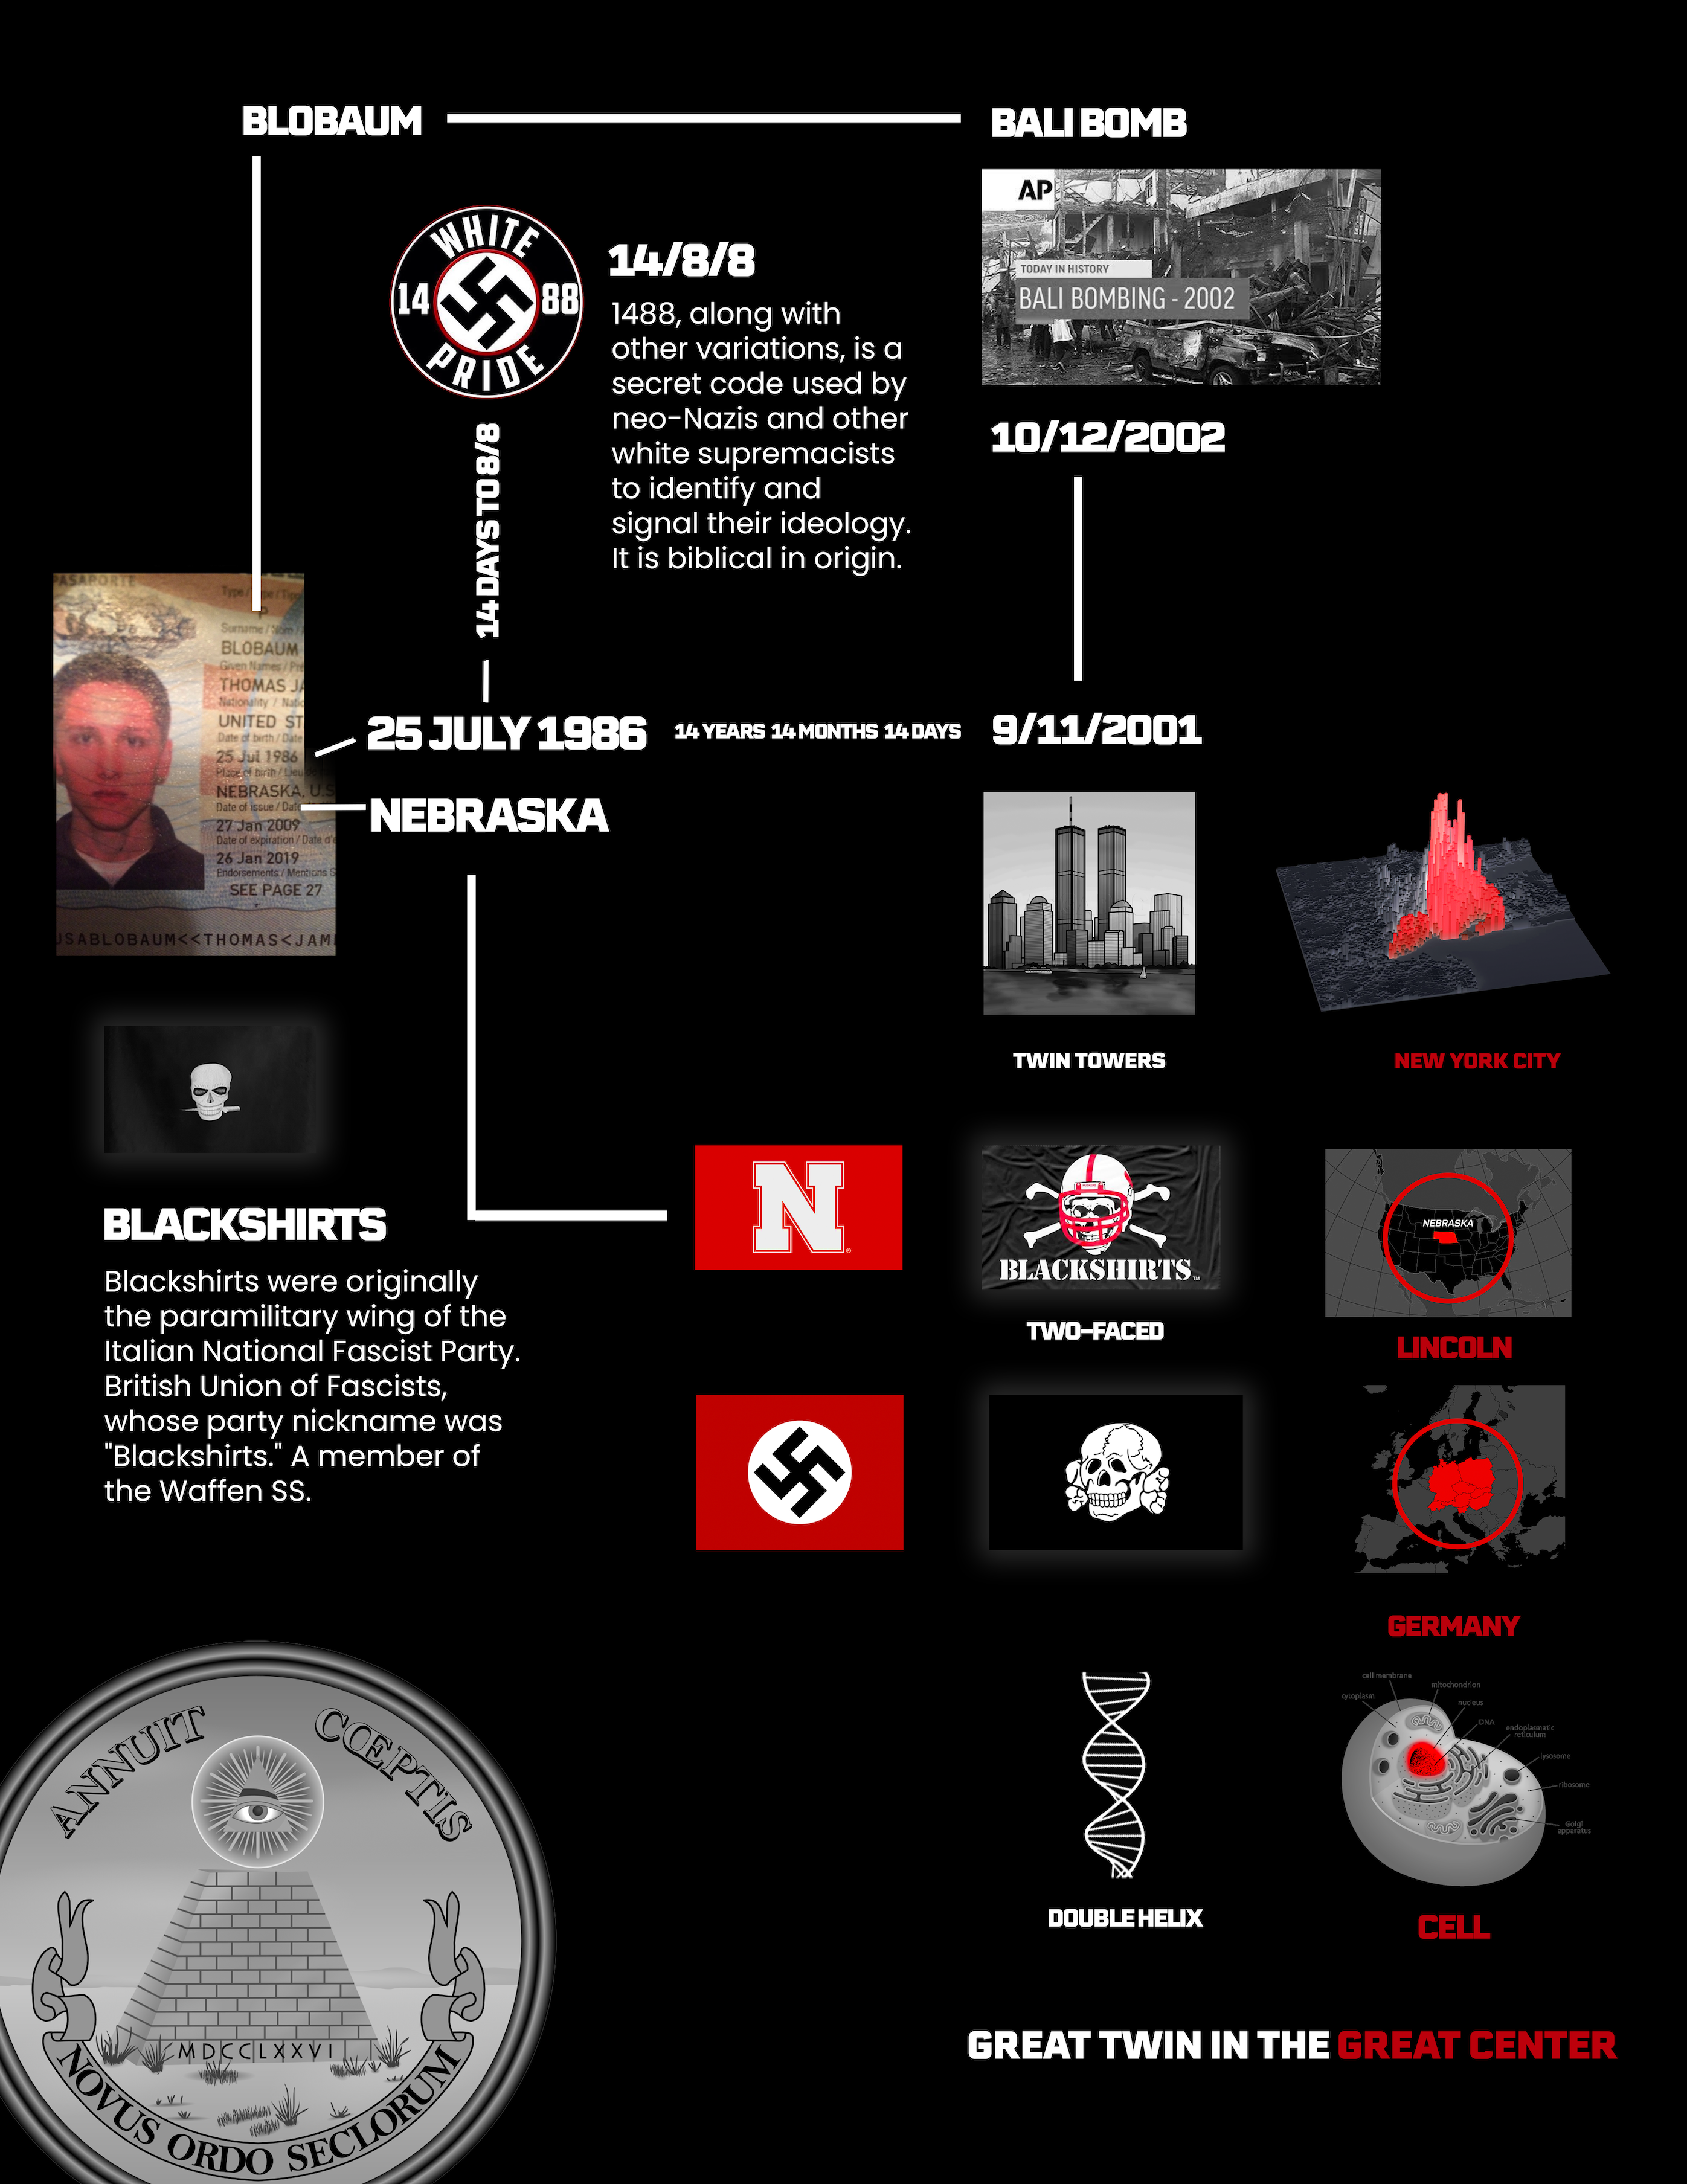 BLOBAUM
BALI BOMB
AP
TODAY IN HISTORY
BALI BOMBING - 2002
WHITE
14 88
PRIDE
14/8/8
1488, along with
other variations, is a
secret code used by
neo-Nazis and other
white supremacists
to identify and
signal their ideology.
It is biblical in origin.
10/12/2002
14 DAYS TO 8/8
PASAPORTE
Surname / Nom /
BLOBAUM
Given Names / Pré
THOMAS JA
Nationality / Natio
UNITED ST
Date of birth / Date
25 Jul 1986
Place of birth / Lieu
NEBRASKA, U.S
Date of issue / Date
27 Jan 2009
Date of expiration / Date d'e
26 Jan 2019
Endorsements / Mentions S
SEE PAGE 27
USABLOBAUM<<THOMAS<JAM
25 JULY 1986
14 YEARS 14 MONTHS 14 DAYS
9/11/2001
NEBRASKA
TWIN TOWERS
NEW YORK CITY
BLACKSHIRTS
Blackshirts were originally
the paramilitary wing of the
Italian National Fascist Party.
British Union of Fascists,
whose party nickname was
"Blackshirts." A member of
the Waffen SS.
N
®
BLACKSHIRTS™
TWO-FACED
NEBRASKA
LINCOLN
GERMANY
cell membrane
cytoplasm
mitochondrion
nucleus
DNA
endoplasmatic
reticulum
lysosome
ribosome
Golgi
apparatus
DOUBLE HELIX
CELL
ANNUIT CŒPTIS
MDCCLXXVI
NOVUS ORDO SECLORUM
GREAT TWIN IN THE GREAT CENTER